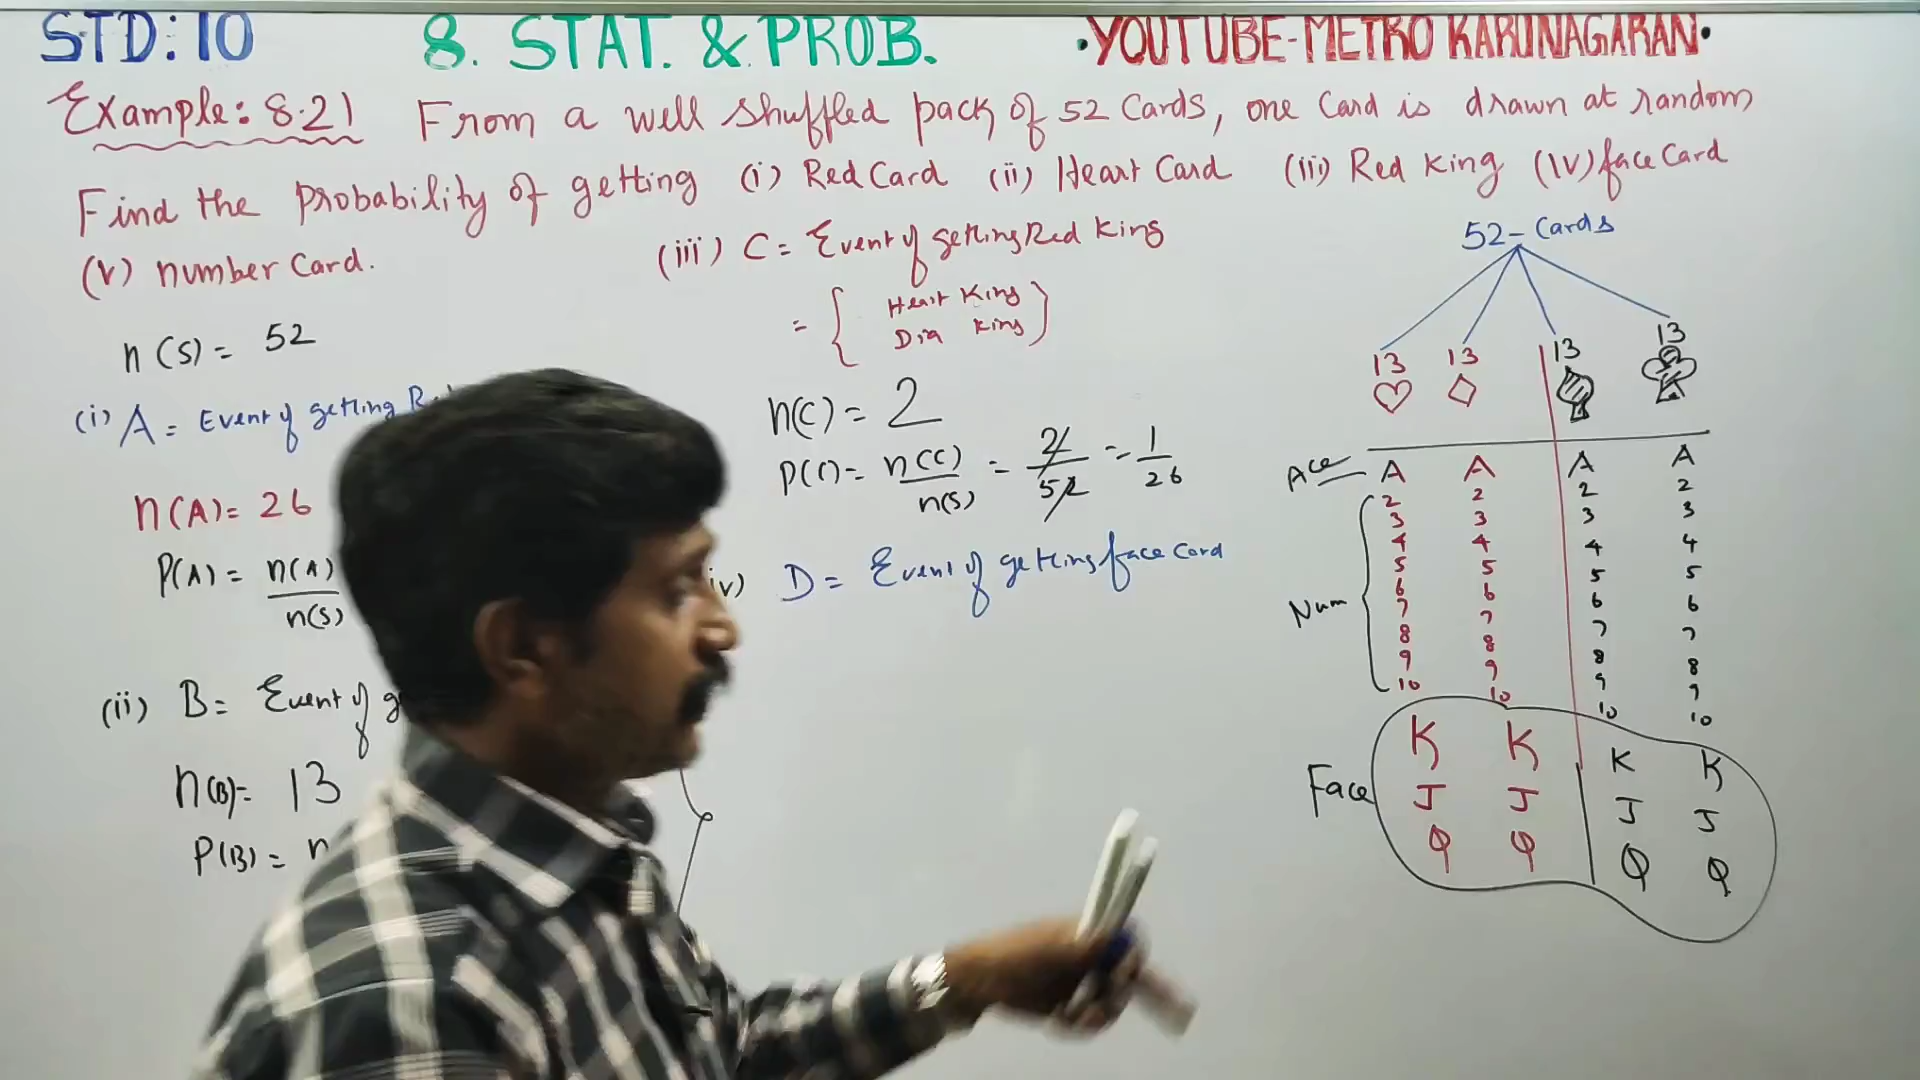 STD: 10 8. STAT. & PROB. ·YOUTUBE-METRO KARUNAGARAN·
Example: 8.21 From a well shuffled pack of 52 Cards, one Card is drawn at random
Find the Probability of getting (i) Red Card (ii) Heart Card (iii) Red King (iv) face Card
(v) number Card.
n(S) = 52
(i) A = Event of getting
n(A) = 26
P(A) = n(A)
n(S)
(ii) B = Event of
n(B) = 13
P(B) =
(iii) C = Event of getting Red King
= { Heart King
Dia King }
n(C) = 2
P(C) = n(C) / n(S) = 2/52 = 1/26
iv) D = Event of getting face Card
52 - Cards
13 13 13 13
♡ ◇ ♠ ♣
Ace A A A A
2 2 2 2
3 3 3 3
4 4 4 4
5 5 5 5
Num 6 6 6 6
7 7 7 7
8 8 8 8
9 9 9 9
10 10 10 10
K K K K
Face J J J J
Q Q Q Q